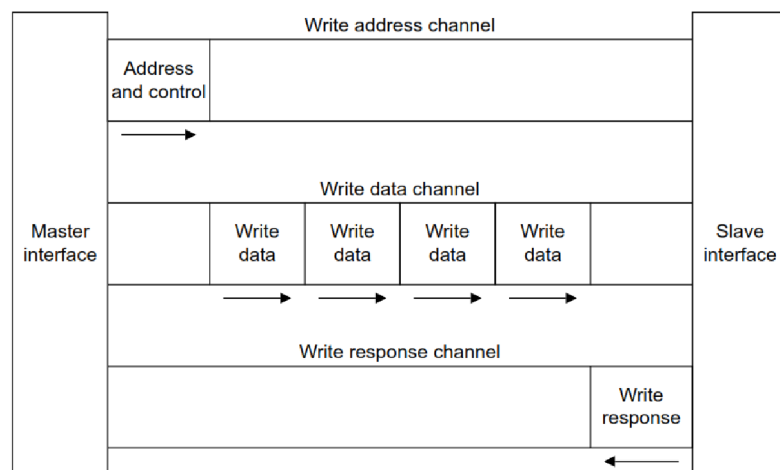 Write address channel
Address
and control
Write data channel
Master
interface
Write
data
Write
data
Write
data
Write
data
Slave
interface
Write response channel
Write
response